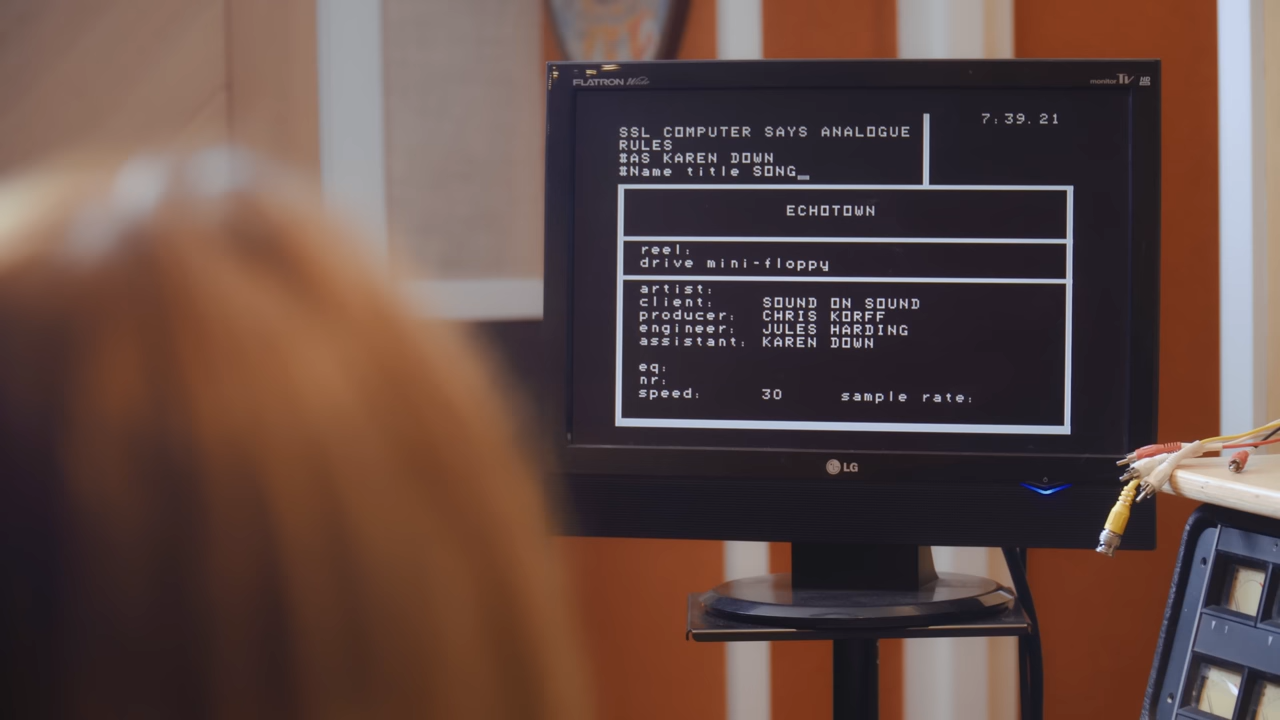 FLATRON Wide
monitor TV HD
7:39.21
SSL COMPUTER SAYS ANALOGUE
RULES
#AS KAREN DOWN
#Name title SONG_
ECHOTOWN
reel:
drive mini-floppy
artist:
client: SOUND ON SOUND
producer: CHRIS KORFF
engineer: JULES HARDING
assistant: KAREN DOWN
eq:
nr:
speed: 30 sample rate:
LG